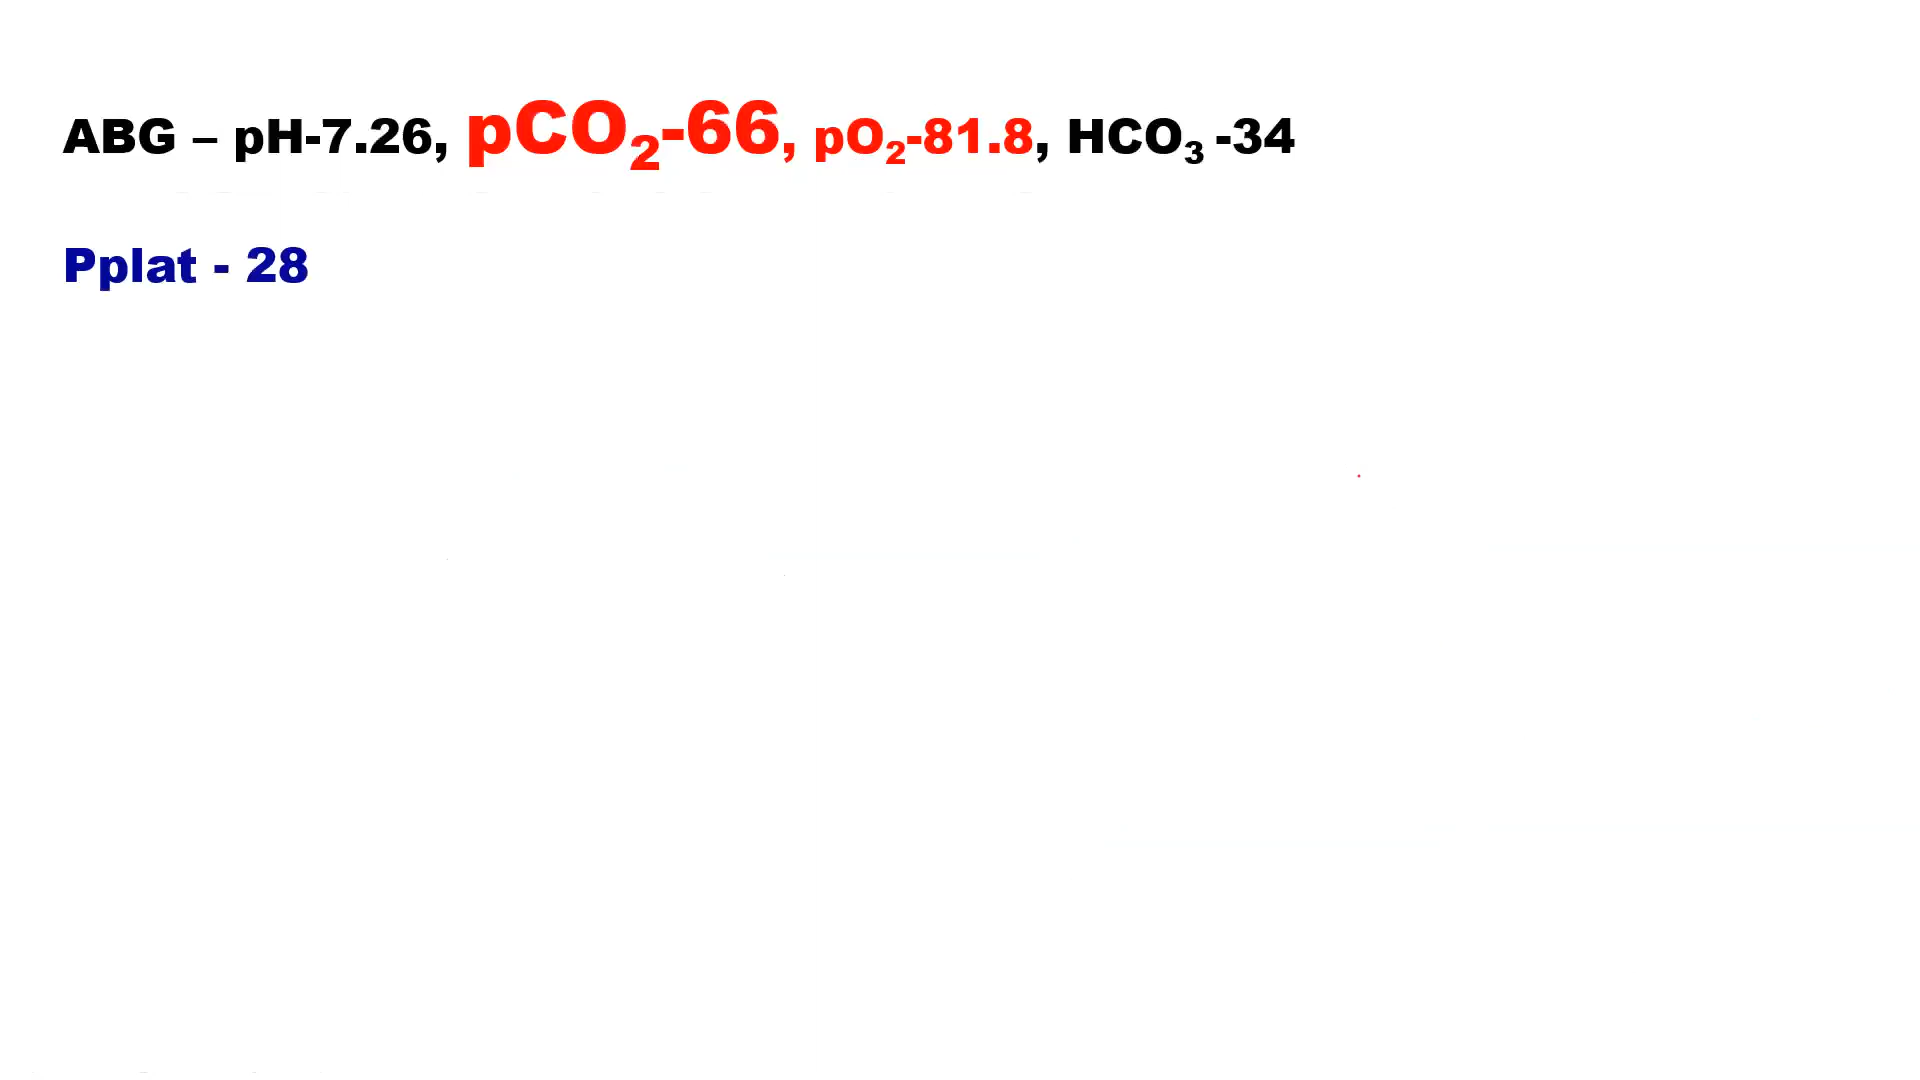 ABG – pH-7.26, pCO₂-66, pO₂-81.8, HCO₃ -34
Pplat - 28